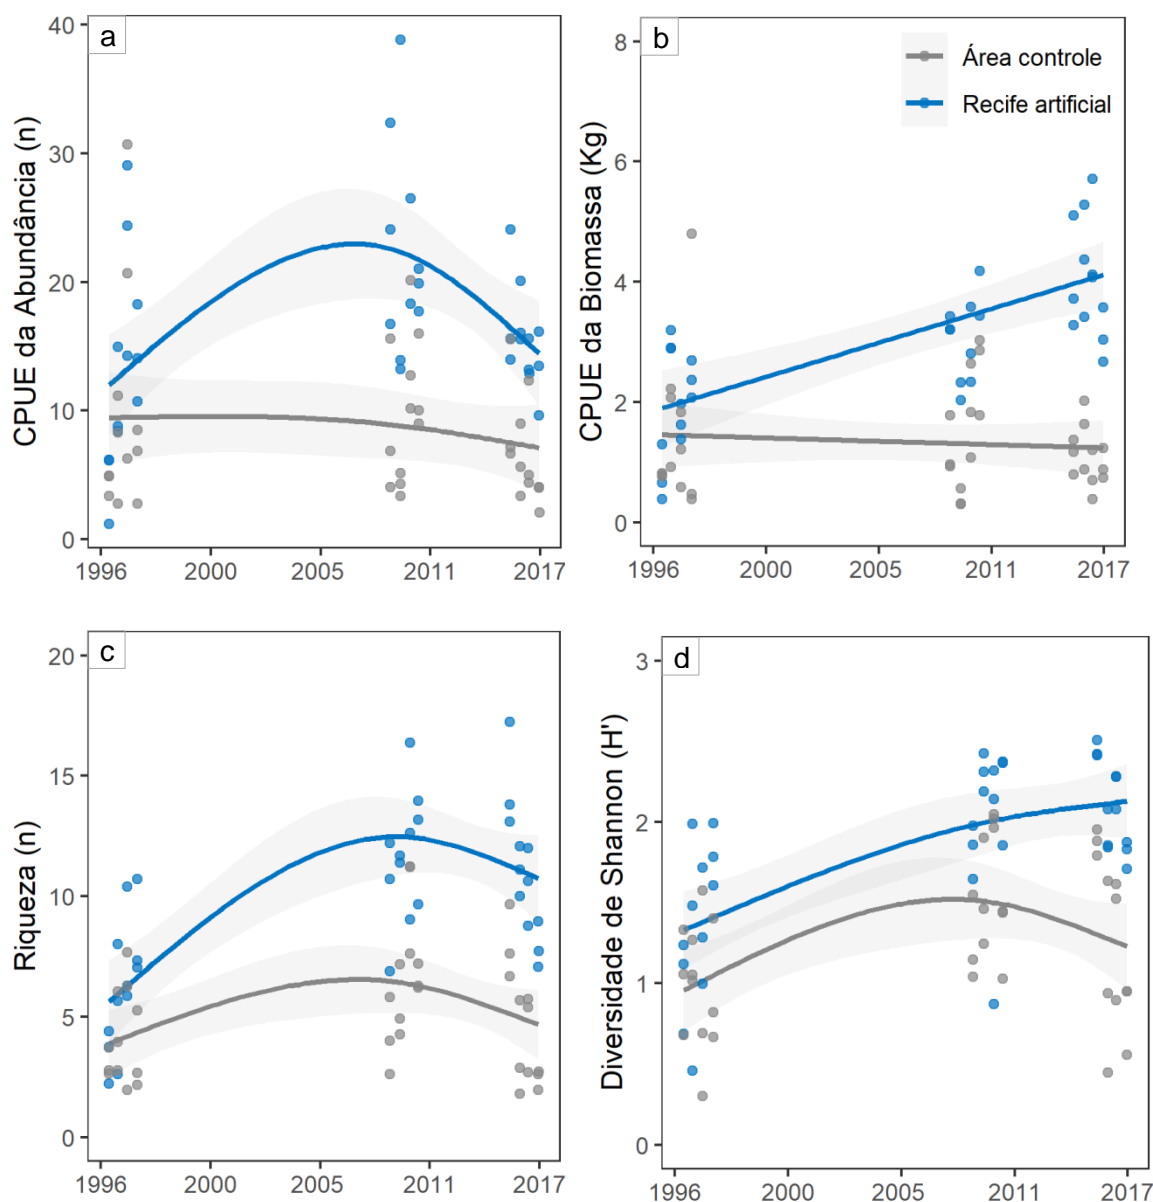 a
CPUE da Abundância (n)
40
30
20
10
0
1996 2000 2005 2011 2017
b
Área controle
Recife artificial
CPUE da Biomassa (Kg)
8
6
4
2
0
1996 2000 2005 2011 2017
c
Riqueza (n)
20
15
10
5
0
1996 2000 2005 2011 2017
d
Diversidade de Shannon (H')
3
2
1
0
1996 2000 2005 2011 2017